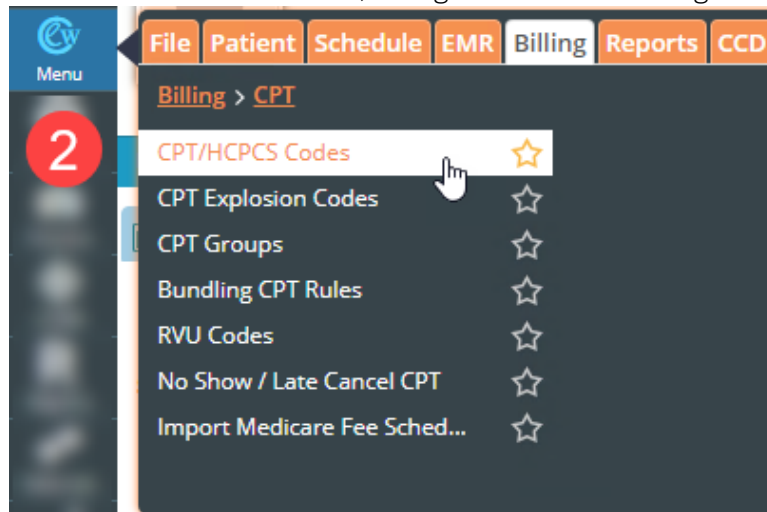 File Patient Schedule EMR Billing Reports CCD
Menu
Billing > CPT
2
CPT/HCPCS Codes
CPT Explosion Codes
CPT Groups
Bundling CPT Rules
RVU Codes
No Show / Late Cancel CPT
Import Medicare Fee Sched...